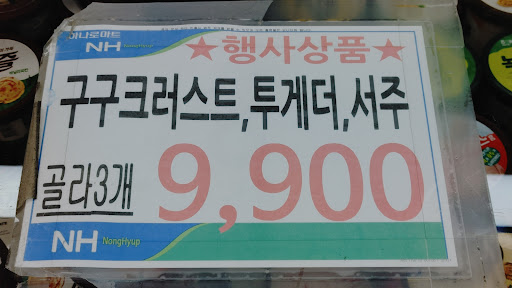 하나로마트
NH NongHyup
★행사상품★
구구크러스트,투게더,서주
골라3개 9,900
NH NongHyup